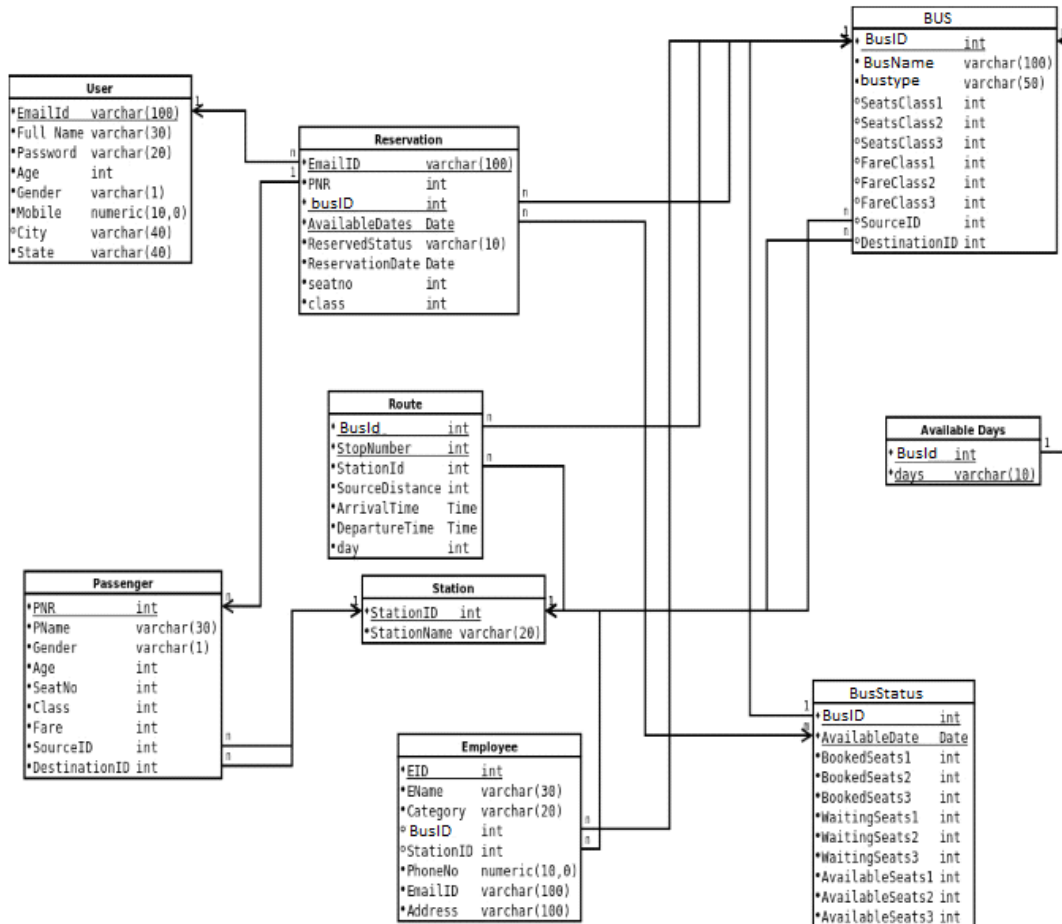 BUS
BusID int
BusName varchar(100)
bustype varchar(50)
SeatsClass1 int
SeatsClass2 int
SeatsClass3 int
FareClass1 int
FareClass2 int
FareClass3 int
SourceID int
DestinationID int
1
n
n
User
EmailId varchar(100)
Full Name varchar(30)
Password varchar(20)
Age int
Gender varchar(1)
Mobile numeric(10,0)
City varchar(40)
State varchar(40)
1
Reservation
EmailID varchar(100)
PNR int
busID int
AvailableDates Date
ReservedStatus varchar(10)
ReservationDate Date
seatno int
class int
n
1
n
n
Route
BusId int
StopNumber int
StationId int
SourceDistance int
ArrivalTime Time
DepartureTime Time
day int
n
n
Available Days
BusId int
days varchar(10)
1
Passenger
PNR int
PName varchar(30)
Gender varchar(1)
Age int
SeatNo int
Class int
Fare int
SourceID int
DestinationID int
n
n
n
Station
StationID int
StationName varchar(20)
1
1
Employee
EID int
EName varchar(30)
Category varchar(20)
BusID int
StationID int
PhoneNo numeric(10,0)
EmailID varchar(100)
Address varchar(100)
n
n
BusStatus
BusID int
AvailableDate Date
BookedSeats1 int
BookedSeats2 int
BookedSeats3 int
WaitingSeats1 int
WaitingSeats2 int
WaitingSeats3 int
AvailableSeats1 int
AvailableSeats2 int
AvailableSeats3 int
1